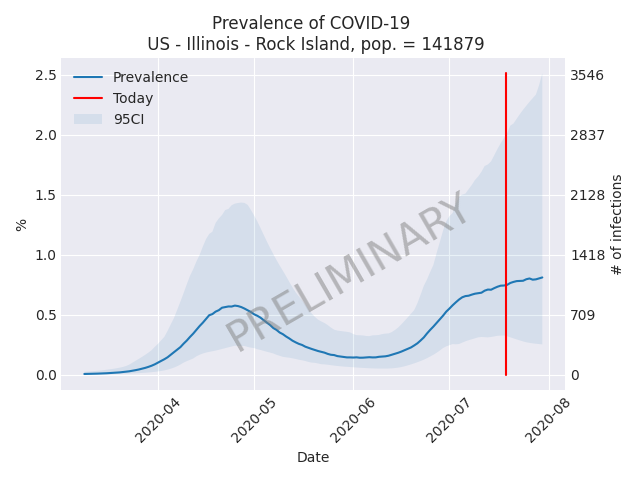 Prevalence of COVID-19
US - Illinois - Rock Island, pop. = 141879
Prevalence
Today
95CI
2.5
2.0
1.5
1.0
0.5
0.0
%
3546
2837
2128
1418
709
0
# of infections
PRELIMINARY
2020-04
2020-05
2020-06
2020-07
2020-08
Date